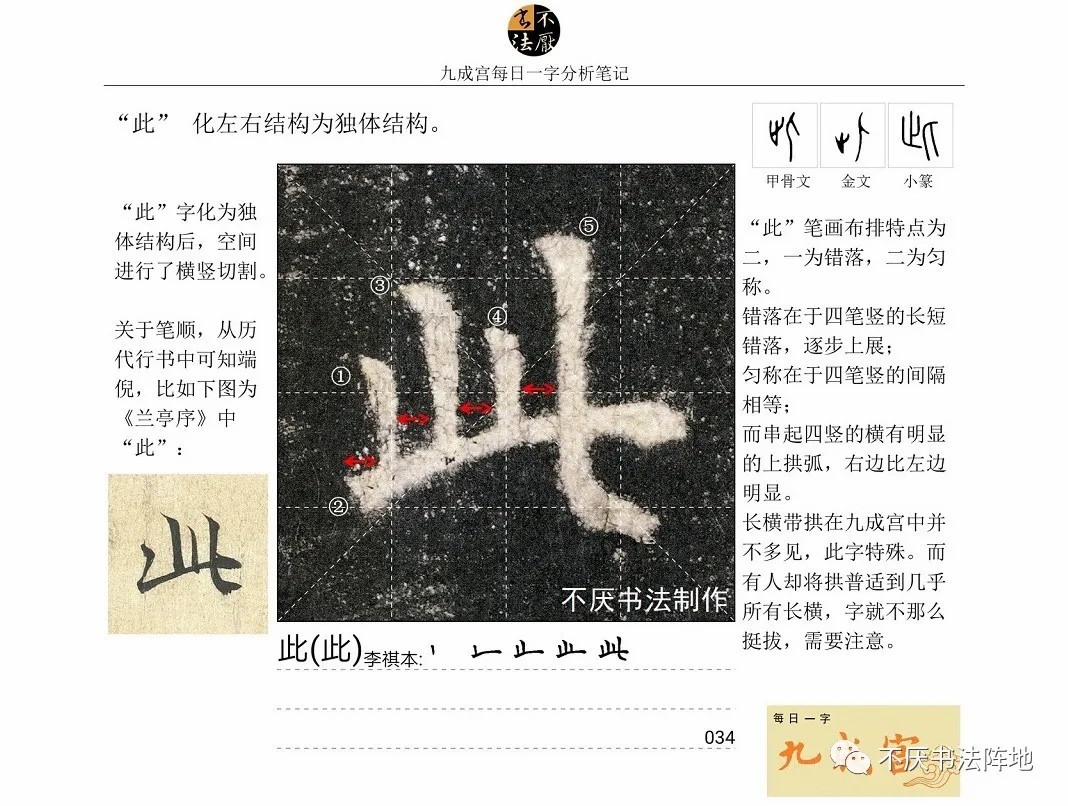 不厭书法
九成宫每日一字分析笔记
“此” 化左右结构为独体结构。
“此”字化为独
体结构后，空间
进行了横竖切割。
关于笔顺，从历
代行书中可知端
倪，比如下图为
《兰亭序》中
“此”：
此
③
⑤
④
①
②
不厌书法制作
此(此)李祺本:
034
甲骨文 金文 小篆
“此”笔画布排特点为
二，一为错落，二为匀
称。
错落在于四笔竖的长短
错落，逐步上展；
匀称在于四笔竖的间隔
相等；
而串起四竖的横有明显
的上拱弧，右边比左边
明显。
长横带拱在九成宫中并
不多见，此字特殊。而
有人却将拱普适到几乎
所有长横，字就不那么
挺拔，需要注意。
每日一字
九成宫
不厌书法阵地